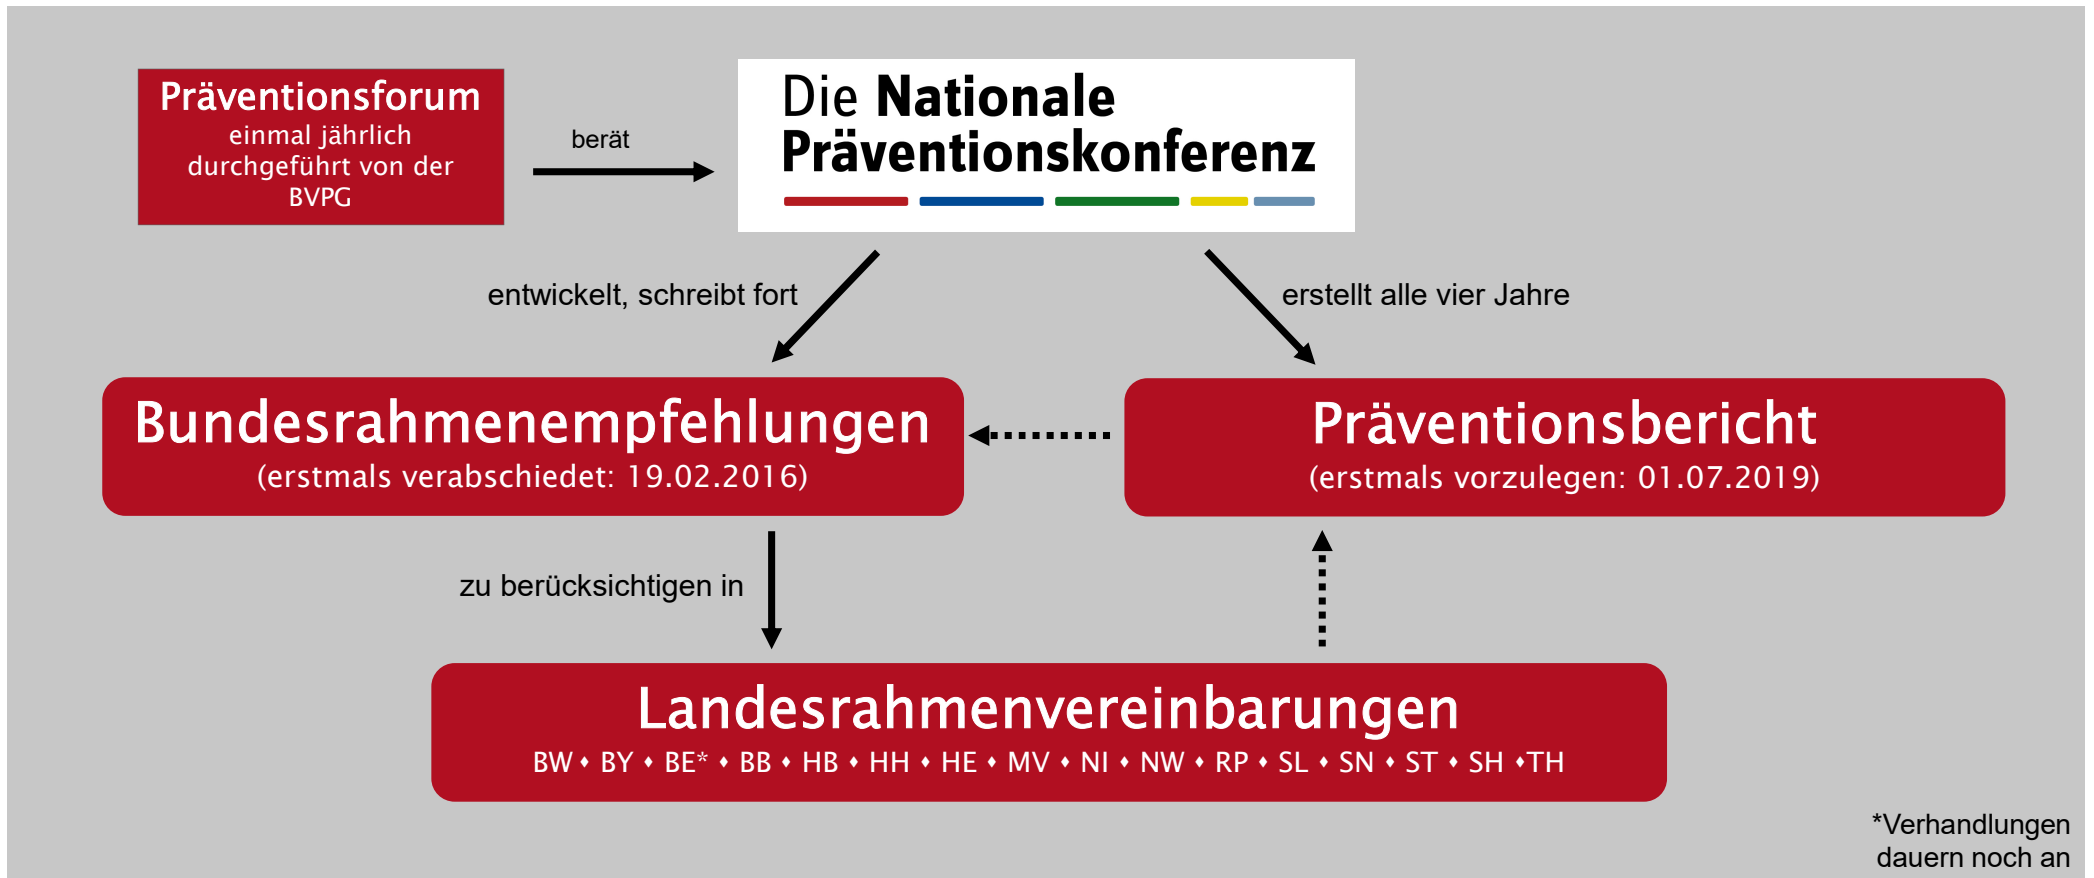 Präventionsforum
einmal jährlich
durchgeführt von der
BVPG
berät
Die Nationale
Präventionskonferenz
entwickelt, schreibt fort
erstellt alle vier Jahre
Bundesrahmenempfehlungen
(erstmals verabschiedet: 19.02.2016)
Präventionsbericht
(erstmals vorzulegen: 01.07.2019)
zu berücksichtigen in
Landesrahmenvereinbarungen
BW ⬩ BY ⬩ BE* ⬩ BB ⬩ HB ⬩ HH ⬩ HE ⬩ MV ⬩ NI ⬩ NW ⬩ RP ⬩ SL ⬩ SN ⬩ ST ⬩ SH ⬩TH
*Verhandlungen
dauern noch an